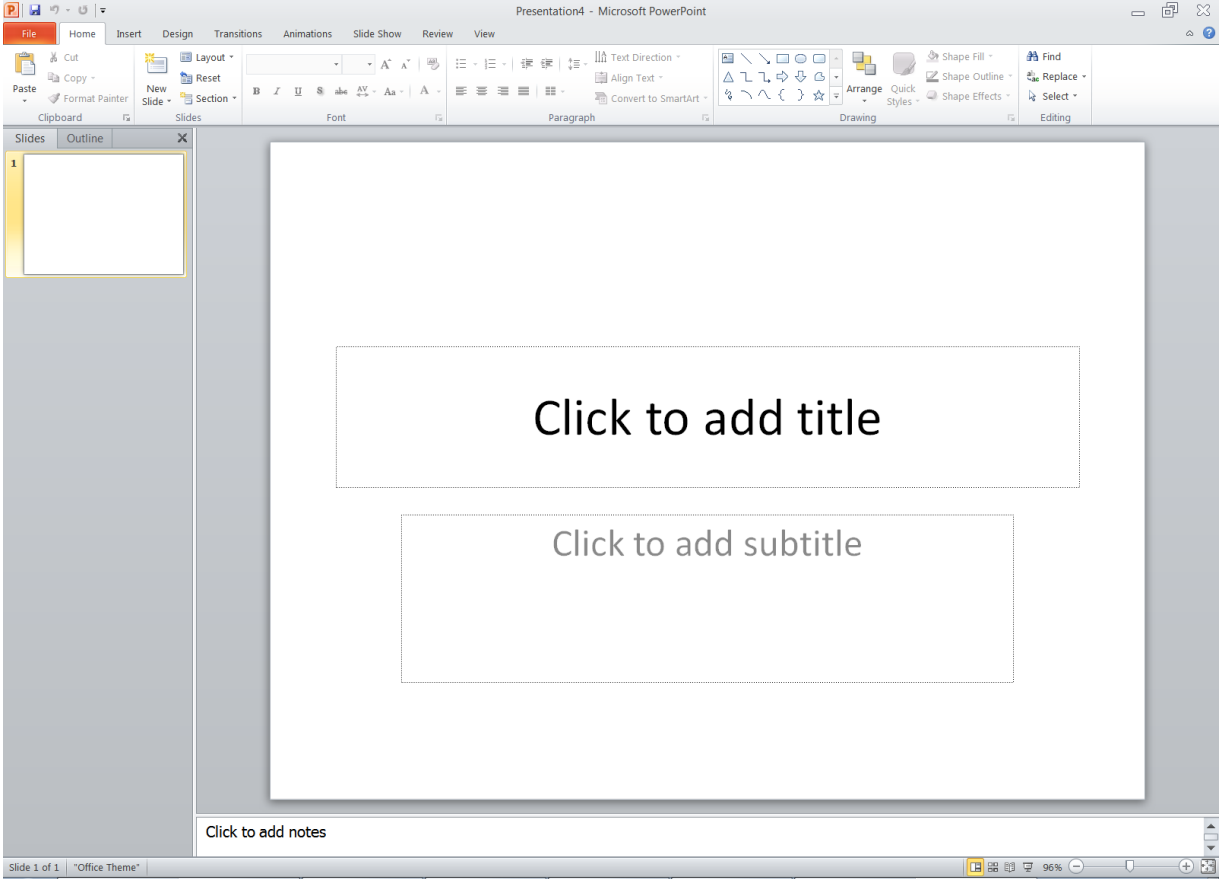 Presentation4 - Microsoft PowerPoint
File Home Insert Design Transitions Animations Slide Show Review View
Paste
Cut
Copy
Format Painter
Clipboard
New
Slide
Layout
Reset
Section
Slides
B I U S abc AV Aa A
Font
Text Direction
Align Text
Convert to SmartArt
Paragraph
Arrange
Quick
Styles
Shape Fill
Shape Outline
Shape Effects
Drawing
Find
Replace
Select
Editing
Slides Outline
1
Click to add title
Click to add subtitle
Click to add notes
Slide 1 of 1 "Office Theme" 96%